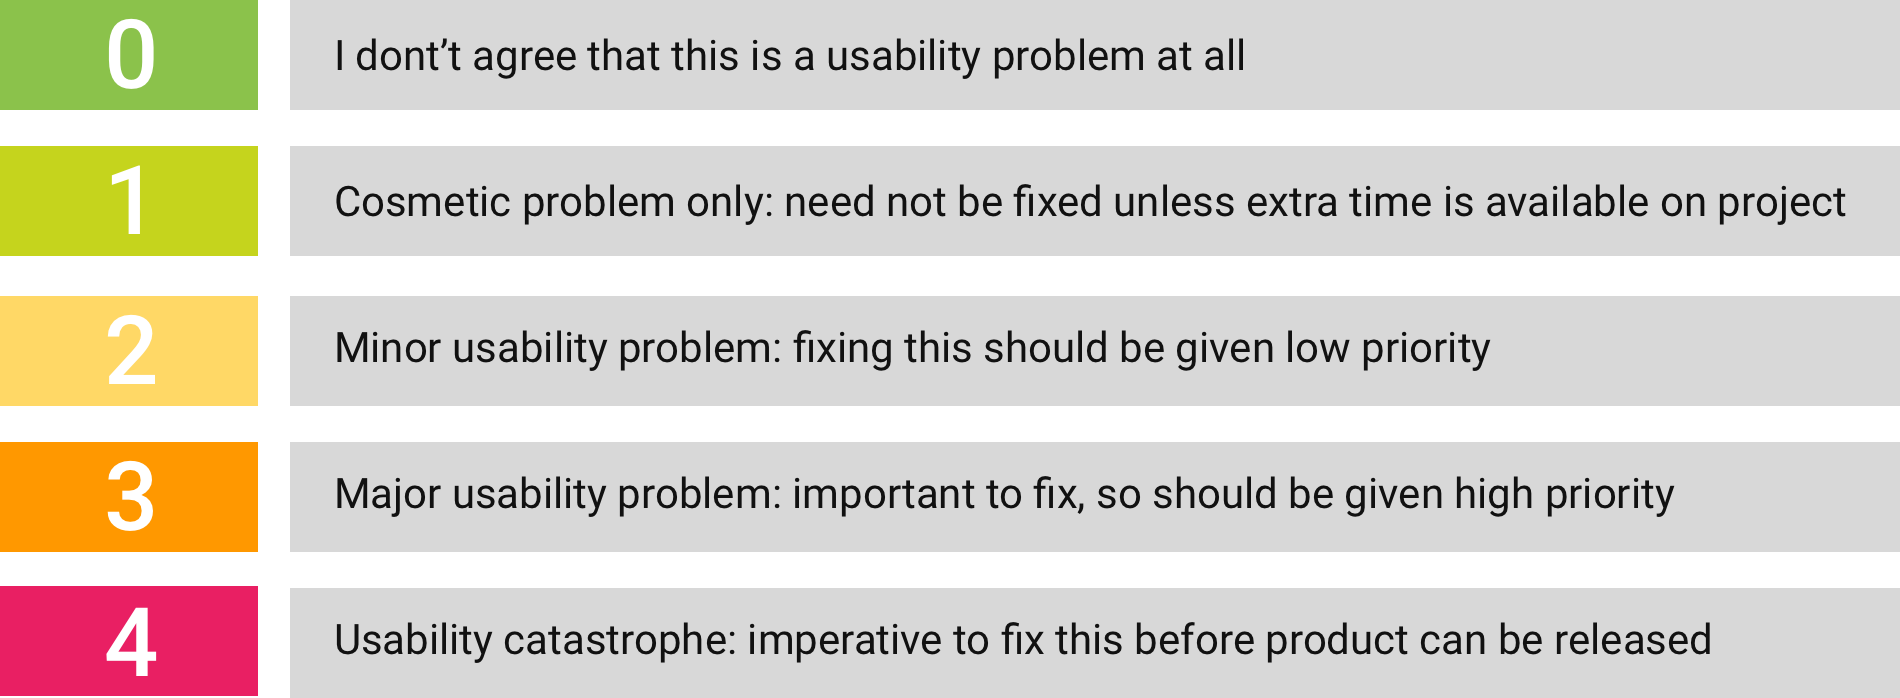 0
I dont’t agree that this is a usability problem at all
1
Cosmetic problem only: need not be fixed unless extra time is available on project
2
Minor usability problem: fixing this should be given low priority
3
Major usability problem: important to fix, so should be given high priority
4
Usability catastrophe: imperative to fix this before product can be released